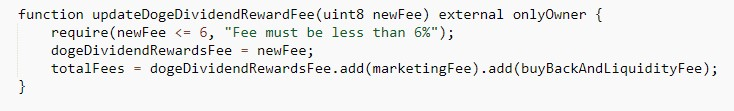 function updateDogeDividendRewardFee(uint8 newFee) external onlyOwner {
    require(newFee <= 6, "Fee must be less than 6%");
    dogeDividendRewardsFee = newFee;
    totalFees = dogeDividendRewardsFee.add(marketingFee).add(buyBackAndLiquidityFee);
}